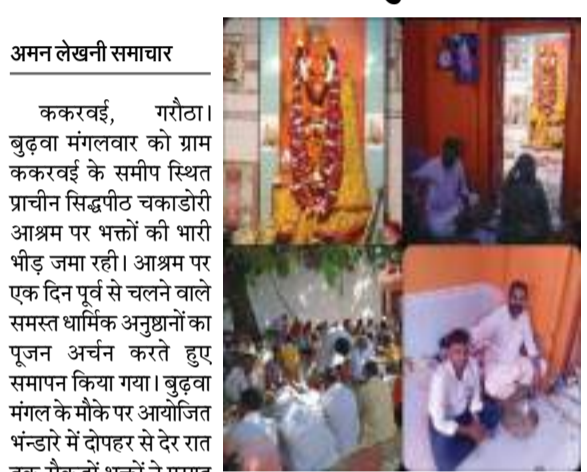 अमन लेखनी समाचार
ककरवई, गरौठा।
बुढ़वा मंगलवार को ग्राम
ककरवई के समीप स्थित
प्राचीन सिद्धपीठ चकाडोरी
आश्रम पर भक्तों की भारी
भीड़ जमा रही। आश्रम पर
एक दिन पूर्व से चलने वाले
समस्त धार्मिक अनुष्ठानों का
पूजन अर्चन करते हुए
समापन किया गया। बुढ़वा
मंगल के मौके पर आयोजित
भंन्डारे में दोपहर से देर रात